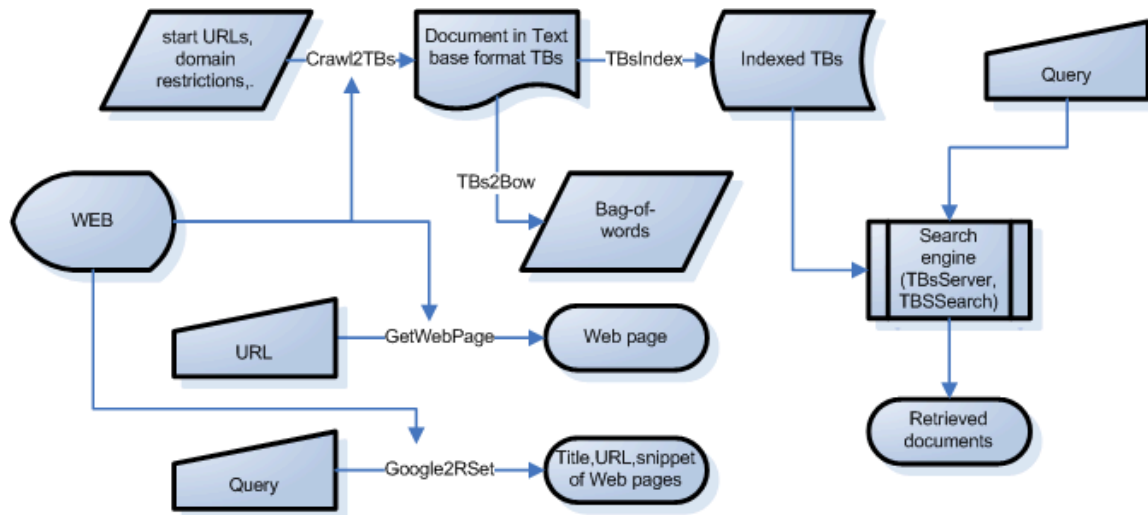 start URLs,
domain
restrictions,.
Crawl2TBs
Document in Text
base format TBs
TBsIndex
Indexed TBs
Query
TBs2Bow
WEB
Bag-of-
words
Search
engine
(TBsServer,
TBSSearch)
URL
GetWebPage
Web page
Retrieved
documents
Query
Google2RSet
Title,URL,snippet
of Web pages